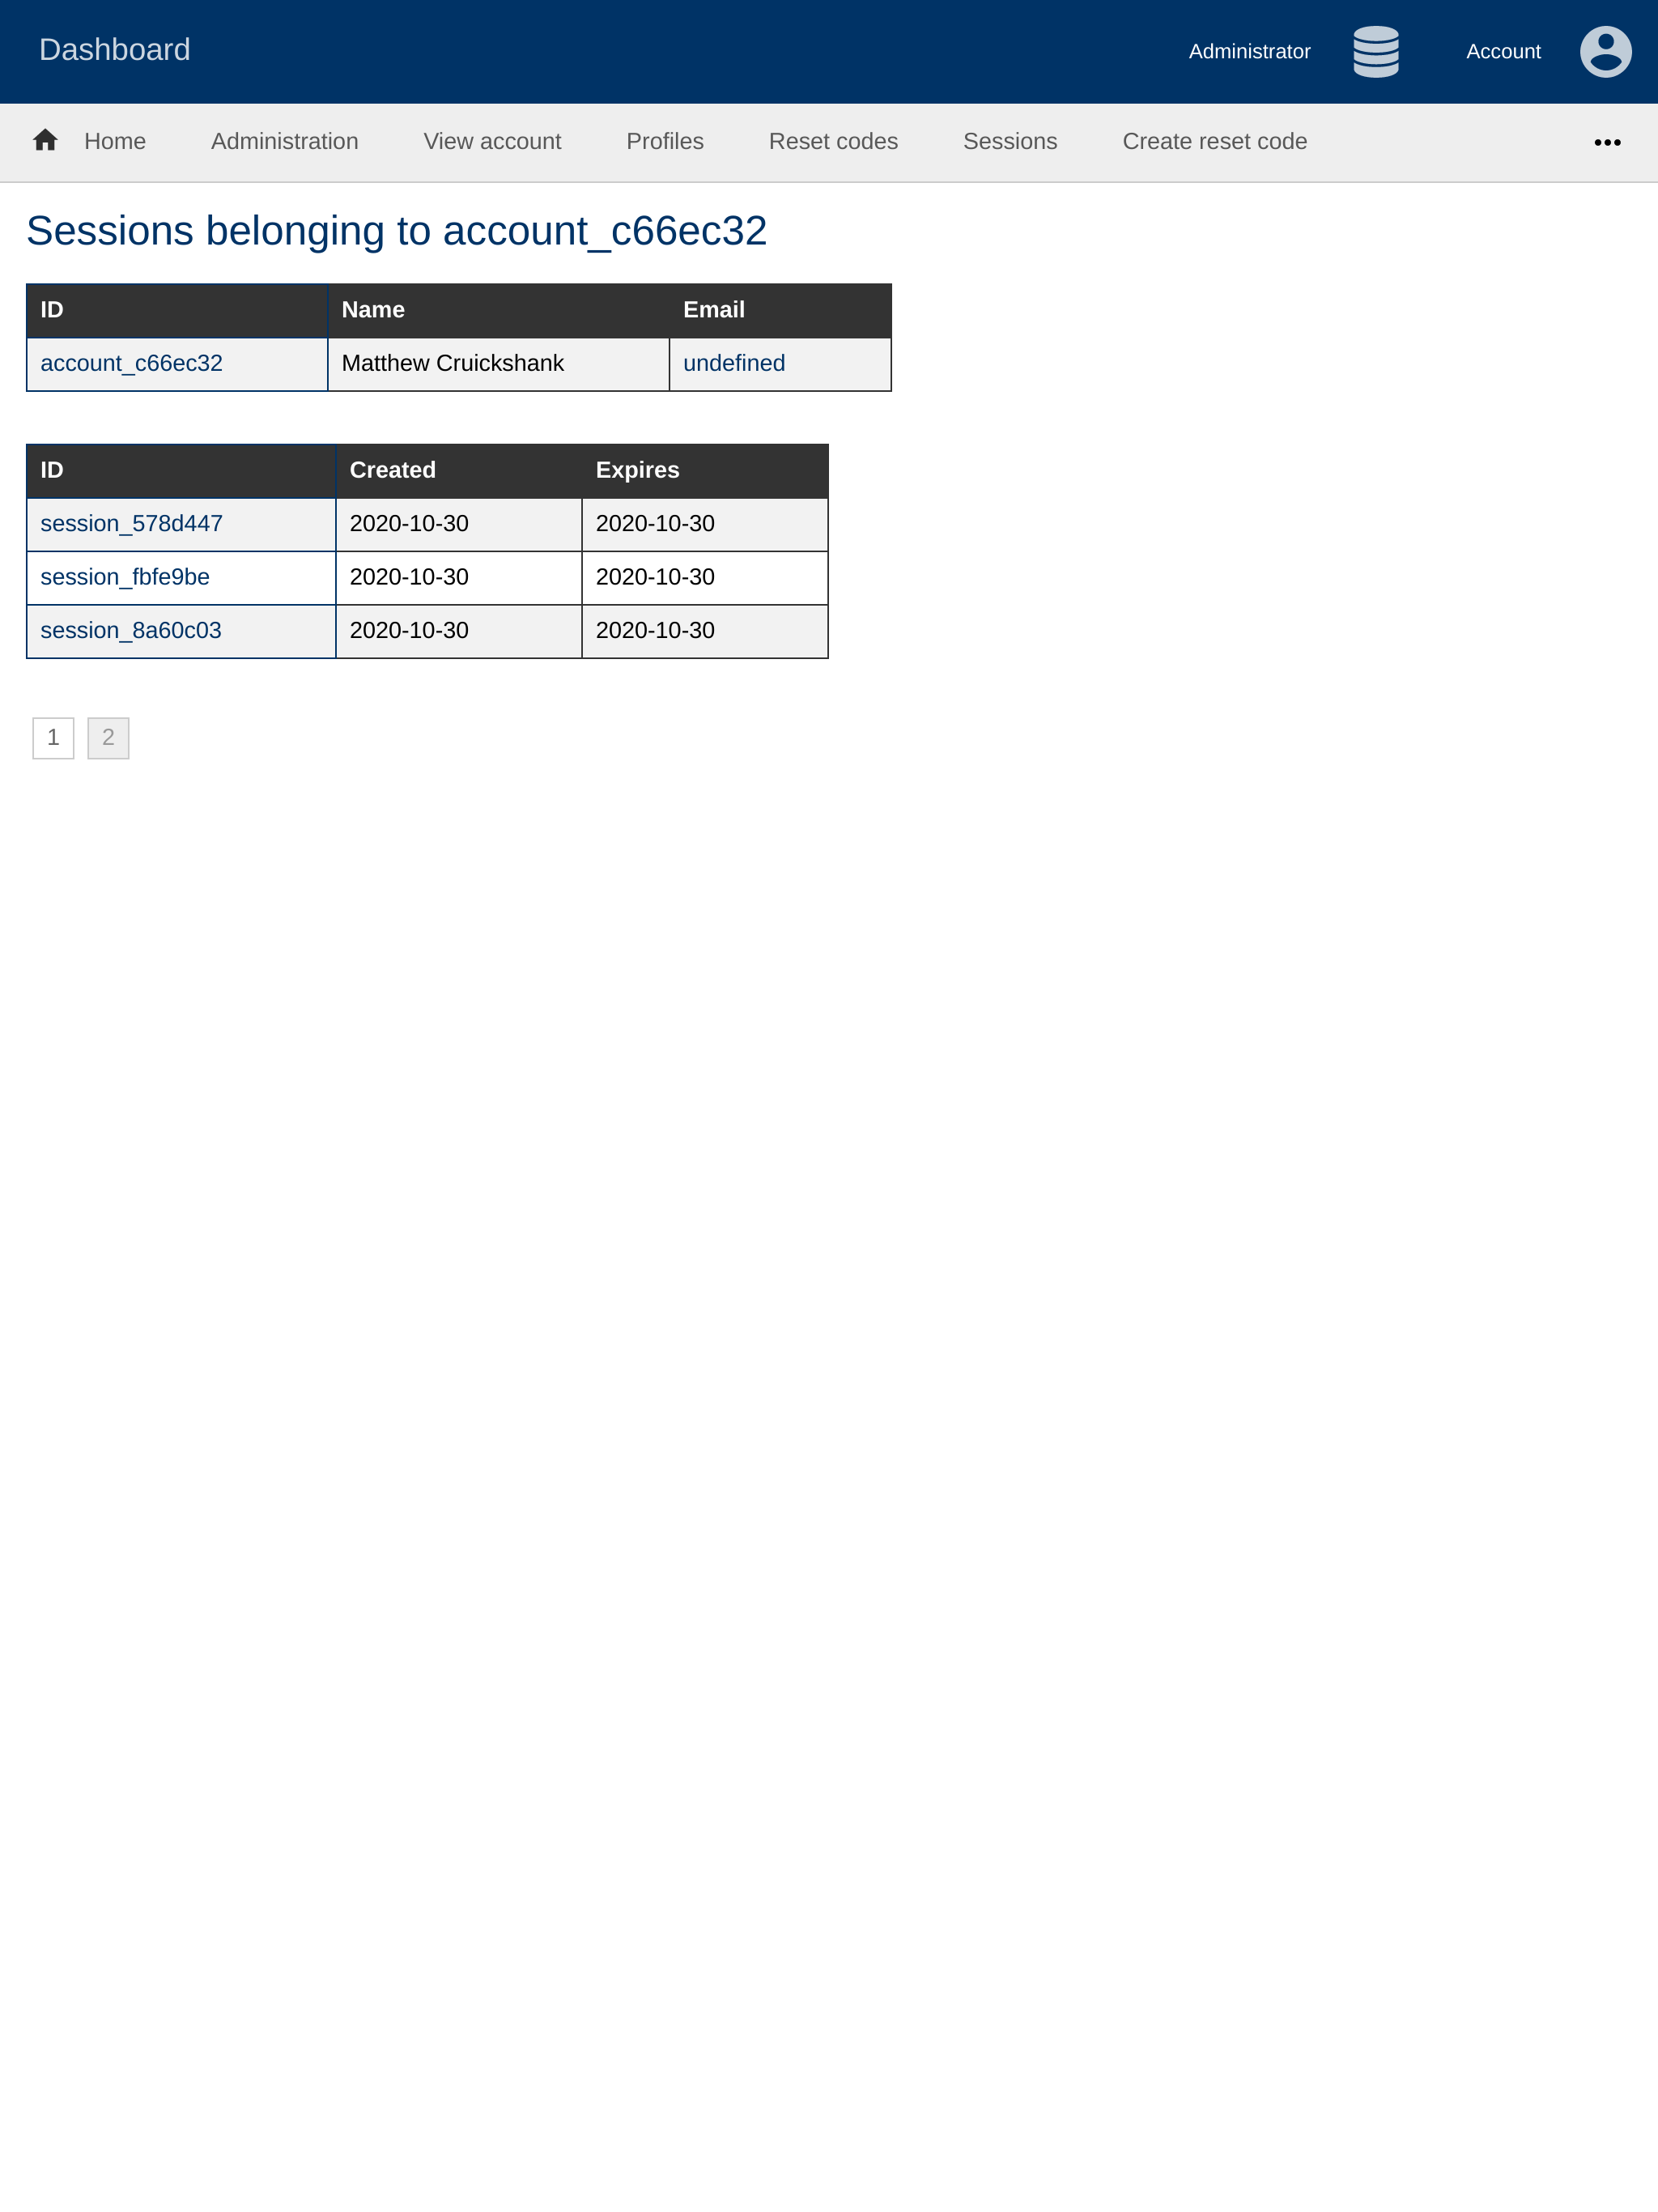 Dashboard Administrator Account
Home Administration View account Profiles Reset codes Sessions Create reset code •••
Sessions belonging to account_c66ec32
ID Name Email
account_c66ec32 Matthew Cruickshank undefined
ID Created Expires
session_578d447 2020-10-30 2020-10-30
session_fbfe9be 2020-10-30 2020-10-30
session_8a60c03 2020-10-30 2020-10-30
1 2